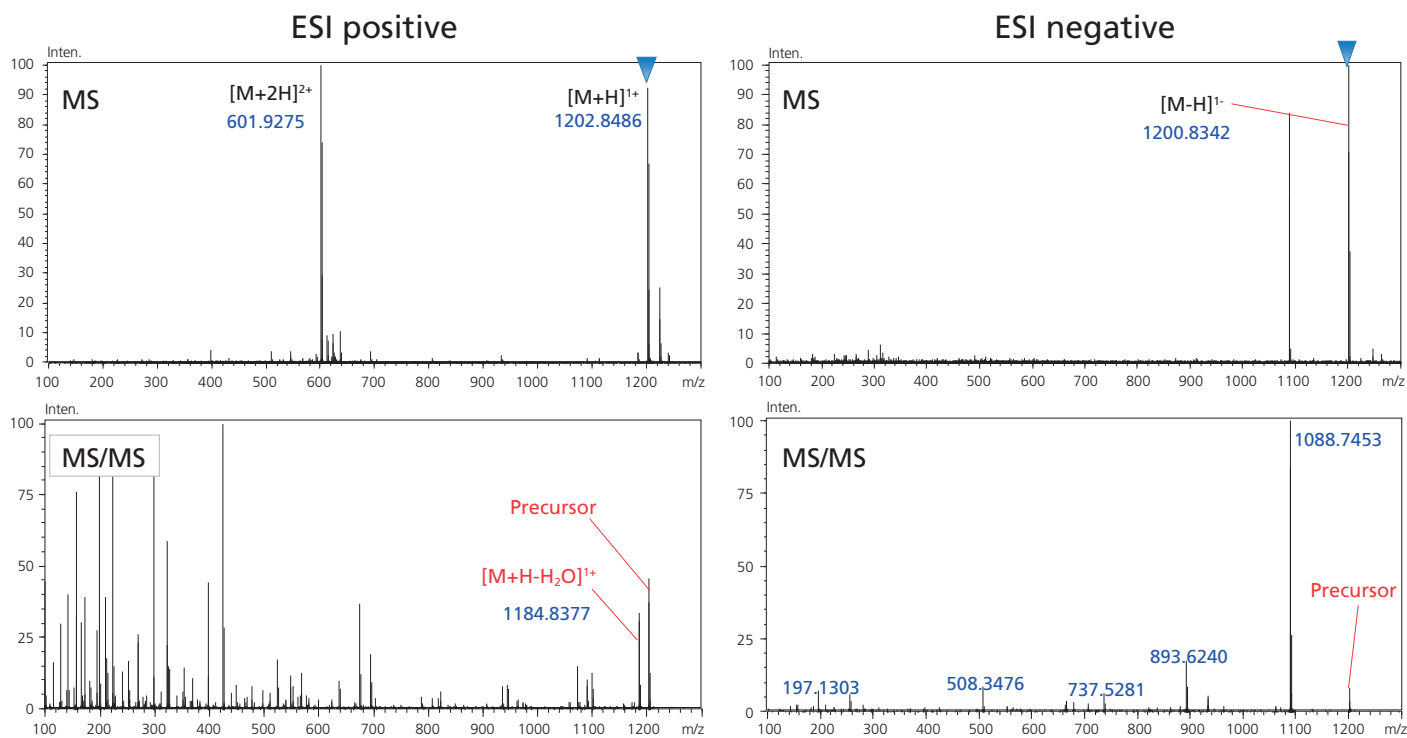 ESI positive
Inten.
100
90
80
70
60
50
40
30
20
10
0
MS
[M+2H]²⁺
601.9275
[M+H]¹⁺
1202.8486
100 200 300 400 500 600 700 800 900 1000 1100 1200 m/z
ESI negative
Inten.
100
90
80
70
60
50
40
30
20
10
0
MS
[M-H]¹⁻
1200.8342
100 200 300 400 500 600 700 800 900 1000 1100 1200 m/z
Inten.
100
75
50
25
0
MS/MS
Precursor
[M+H-H₂O]¹⁺
1184.8377
100 200 300 400 500 600 700 800 900 1000 1100 1200 m/z
Inten.
100
75
50
25
0
MS/MS
1088.7453
Precursor
893.6240
197.1303
508.3476
737.5281
100 200 300 400 500 600 700 800 900 1000 1100 1200 m/z